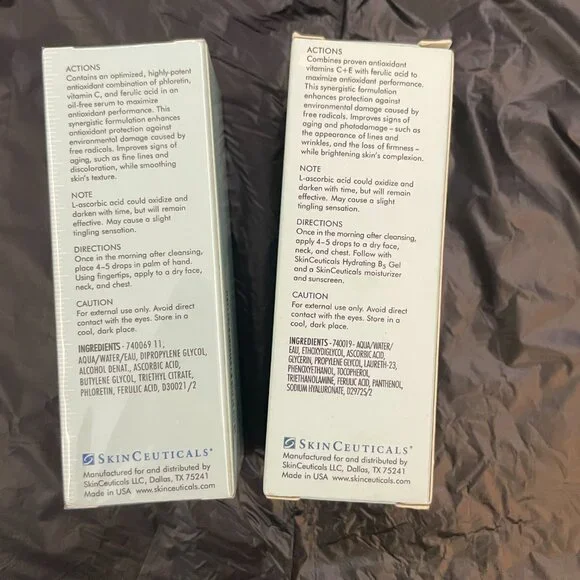 ACTIONS
Contains an optimized, highly-potent
antioxidant combination of phloretin,
vitamin C, and ferulic acid in an
oil-free serum to maximize
antioxidant performance. This
synergistic formulation enhances
antioxidant protection against
environmental damage caused by
free radicals. Improves signs of
aging, such as fine lines and
discoloration, while smoothing
skin's texture.
NOTE
L-ascorbic acid could oxidize and
darken with time, but will remain
effective. May cause a slight
tingling sensation.
DIRECTIONS
Once in the morning after cleansing,
place 4-5 drops in palm of hand.
Using fingertips, apply to a dry face,
neck, and chest.
CAUTION
For external use only. Avoid direct
contact with the eyes. Store in a
cool, dark place.
INGREDIENTS - 740069 11,
AQUA/WATER/EAU, DIPROPYLENE GLYCOL,
ALCOHOL DENAT., ASCORBIC ACID,
BUTYLENE GLYCOL, TRIETHYL CITRATE,
PHLORETIN, FERULIC ACID, D30021/2
SKINCEUTICALS®
Manufactured for and distributed by
SkinCeuticals LLC, Dallas, TX 75241
Made in USA www.skinceuticals.com
ACTIONS
Combines proven antioxidant
vitamins C+E with ferulic acid to
maximize antioxidant performance.
This synergistic formulation
enhances protection against
environmental damage caused by
free radicals. Improves signs of
aging and photodamage – such as
the appearance of lines and
wrinkles, and the loss of firmness –
while brightening skin's complexion.
NOTE
L-ascorbic acid could oxidize and
darken with time, but will remain
effective. May cause a slight
tingling sensation.
DIRECTIONS
Once in the morning after cleansing,
apply 4-5 drops to a dry face,
neck, and chest. Follow with
SkinCeuticals Hydrating B5 Gel
and a SkinCeuticals moisturizer
and sunscreen.
CAUTION
For external use only. Avoid direct
contact with the eyes. Store in a
cool, dark place.
INGREDIENTS - 740019 - AQUA/WATER/
EAU, ETHOXYDIGLYCOL, ASCORBIC ACID,
GLYCERIN, PROPYLENE GLYCOL, LAURETH-23,
PHENOXYETHANOL, TOCOPHEROL,
TRIETHANOLAMINE, FERULIC ACID, PANTHENOL,
SODIUM HYALURONATE, D29725/2
SKINCEUTICALS®
Manufactured for and distributed by
SkinCeuticals LLC, Dallas, TX 75241
Made in USA www.skinceuticals.com